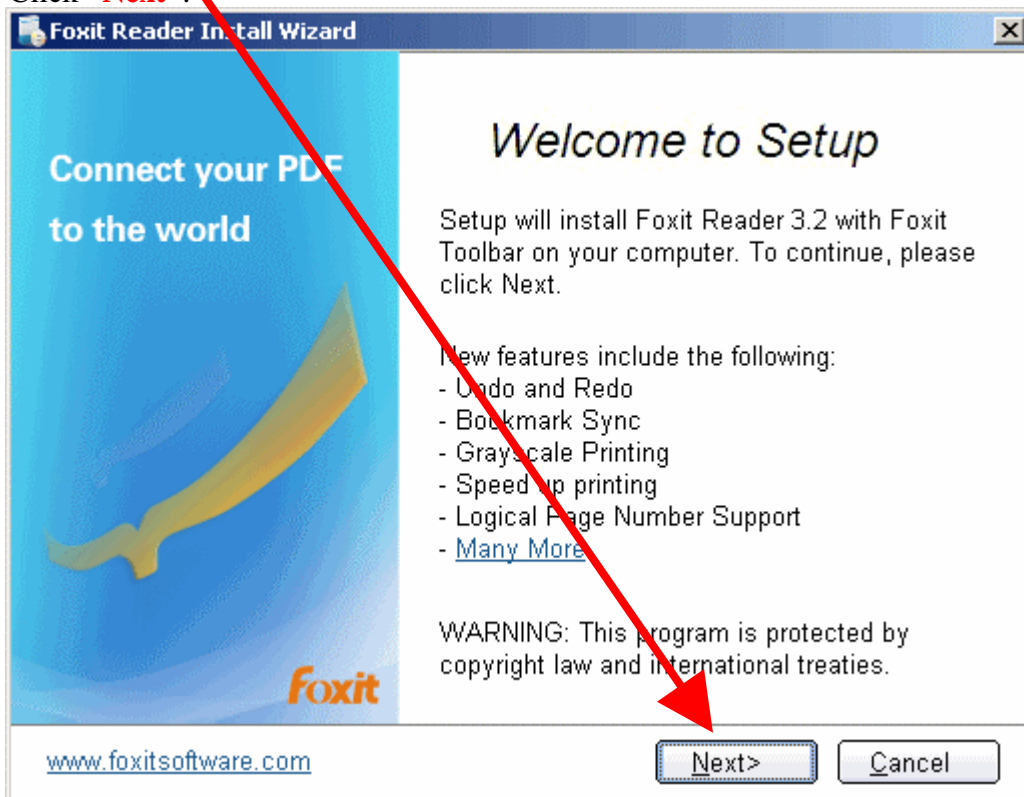 Click "Next".
Foxit Reader Install Wizard
Connect your PDF
to the world
Welcome to Setup
Setup will install Foxit Reader 3.2 with Foxit
Toolbar on your computer. To continue, please
click Next.
New features include the following:
- Undo and Redo
- Bookmark Sync
- Grayscale Printing
- Speed up printing
- Logical Page Number Support
- Many More
WARNING: This program is protected by
copyright law and international treaties.
foxit
www.foxitsoftware.com
Next>
Cancel